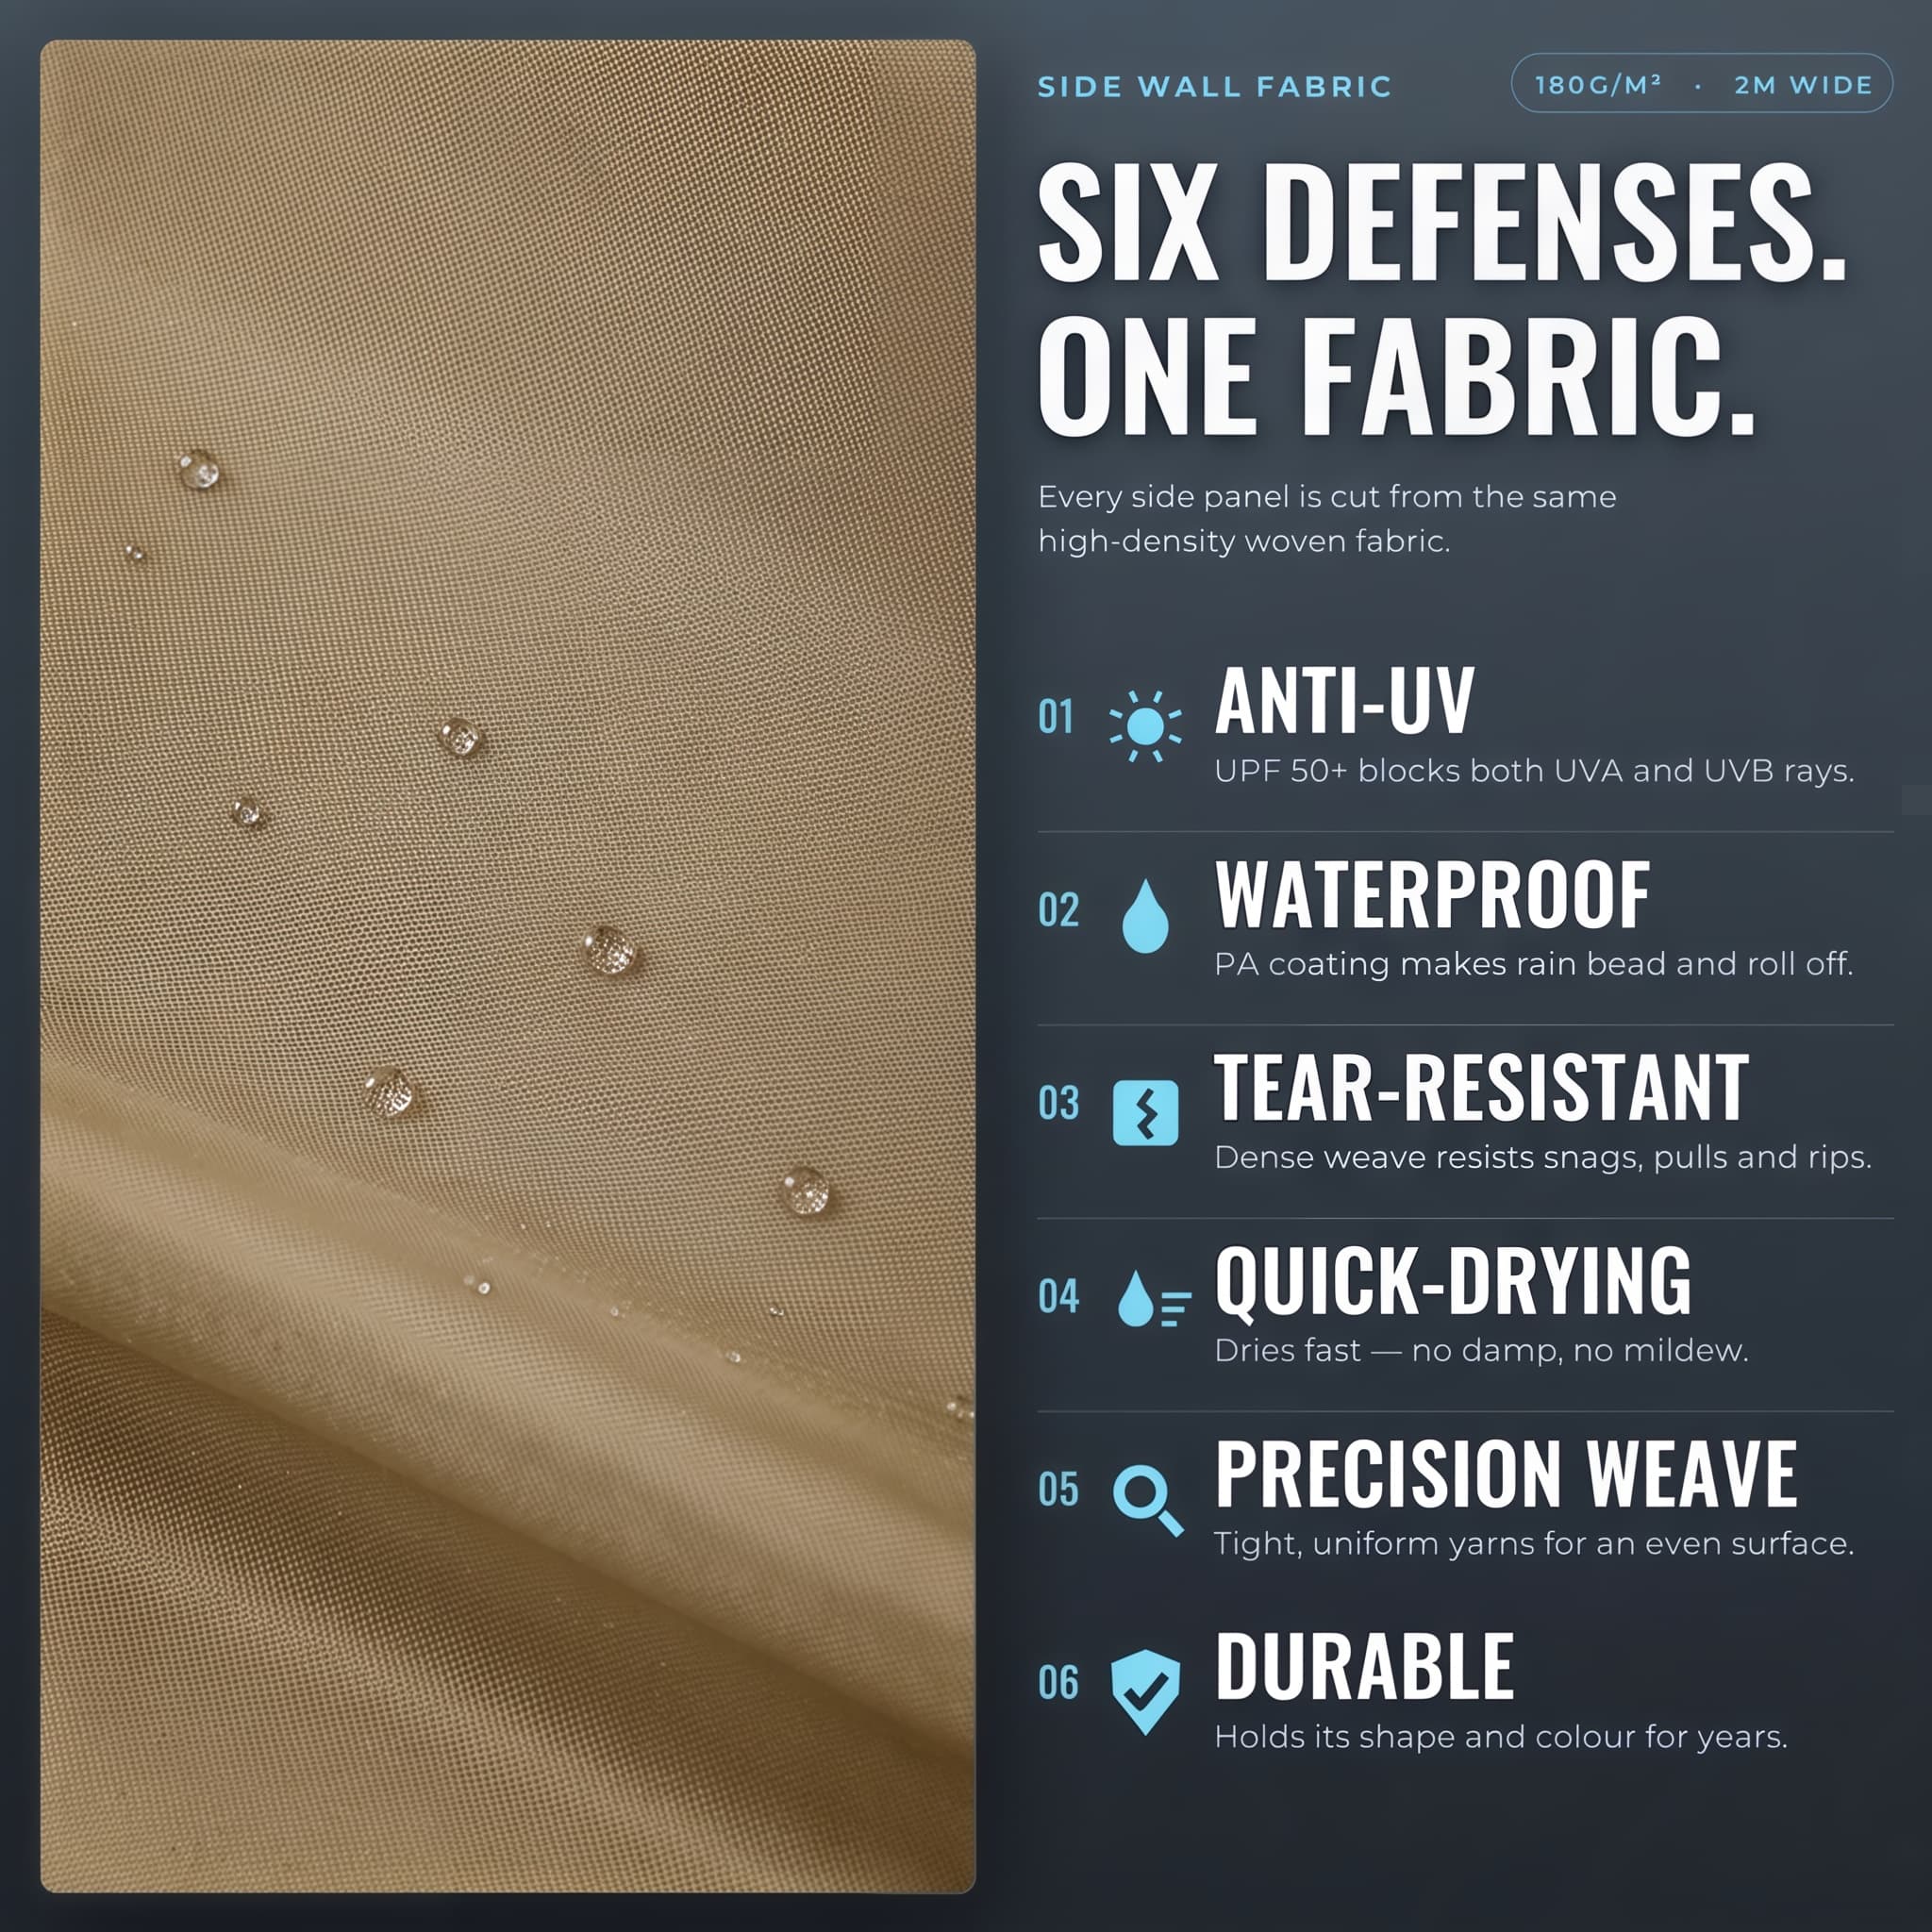 SIDE WALL FABRIC
180G/M² · 2M WIDE
SIX DEFENSES.
ONE FABRIC.
Every side panel is cut from the same
high-density woven fabric.
01
ANTI-UV
UPF 50+ blocks both UVA and UVB rays.
02
WATERPROOF
PA coating makes rain bead and roll off.
03
TEAR-RESISTANT
Dense weave resists snags, pulls and rips.
04
QUICK-DRYING
Dries fast — no damp, no mildew.
05
PRECISION WEAVE
Tight, uniform yarns for an even surface.
06
DURABLE
Holds its shape and colour for years.